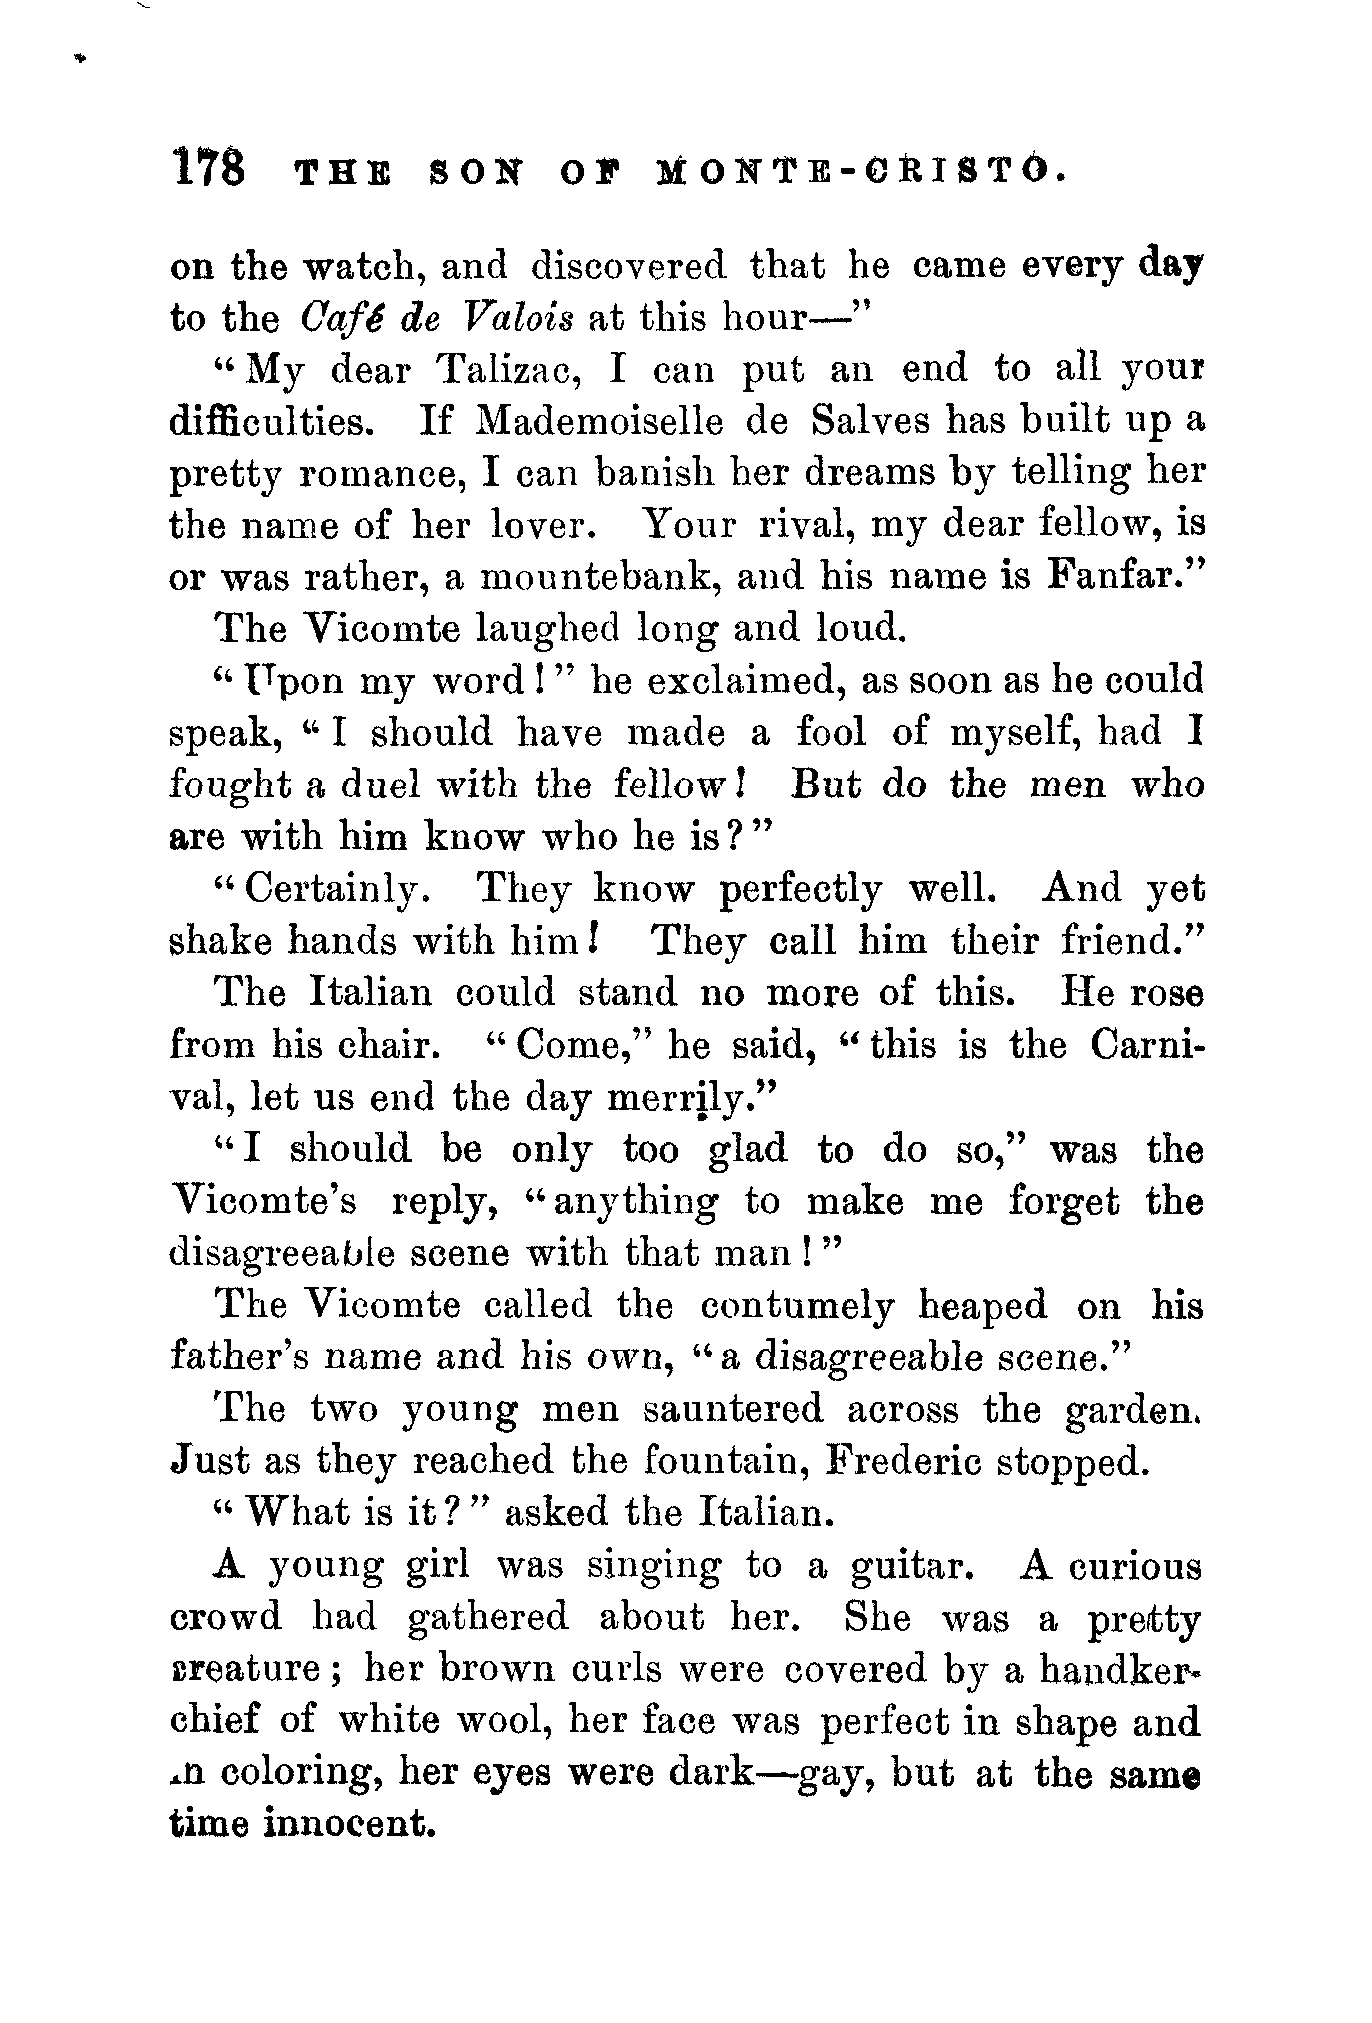 178 THE SON OF MONTE-CRISTO.
on the watch, and discovered that he came every day
to the Café de Valois at this hour—”
“ My dear Talizac, I can put an end to all your
difficulties. If Mademoiselle de Salves has built up a
pretty romance, I can banish her dreams by telling her
the name of her lover. Your rival, my dear fellow, is
or was rather, a mountebank, and his name is Fanfar.”
The Vicomte laughed long and loud.
“ Upon my word ! ” he exclaimed, as soon as he could
speak, “ I should have made a fool of myself, had I
fought a duel with the fellow ! But do the men who
are with him know who he is ? ”
“ Certainly. They know perfectly well. And yet
shake hands with him ! They call him their friend.”
The Italian could stand no more of this. He rose
from his chair. “ Come,” he said, “ this is the Carni-
val, let us end the day merrily.”
“ I should be only too glad to do so,” was the
Vicomte’s reply, “ anything to make me forget the
disagreeable scene with that man ! ”
The Vicomte called the contumely heaped on his
father’s name and his own, “ a disagreeable scene.”
The two young men sauntered across the garden.
Just as they reached the fountain, Frederic stopped.
“ What is it ? ” asked the Italian.
A young girl was singing to a guitar. A curious
crowd had gathered about her. She was a pretty
creature ; her brown curls were covered by a handker-
chief of white wool, her face was perfect in shape and
in coloring, her eyes were dark—gay, but at the same
time innocent.